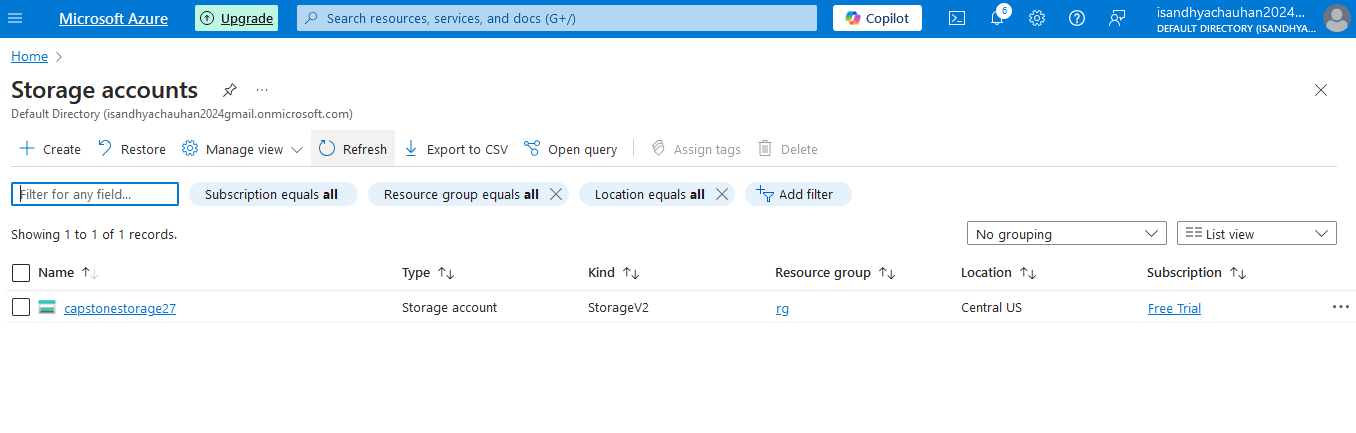 Microsoft Azure Upgrade Search resources, services, and docs (G+/) Copilot 6 isandhyachauhan2024...
DEFAULT DIRECTORY (ISANDHYA...
Home
Storage accounts ...
Default Directory (isandhyachauhan2024gmail.onmicrosoft.com)
Create Restore Manage view Refresh Export to CSV Open query Assign tags Delete
Filter for any field... Subscription equals all Resource group equals all Location equals all Add filter
Showing 1 to 1 of 1 records. No grouping List view
Name Type Kind Resource group Location Subscription
capstonestorage27 Storage account StorageV2 rg Central US Free Trial ...